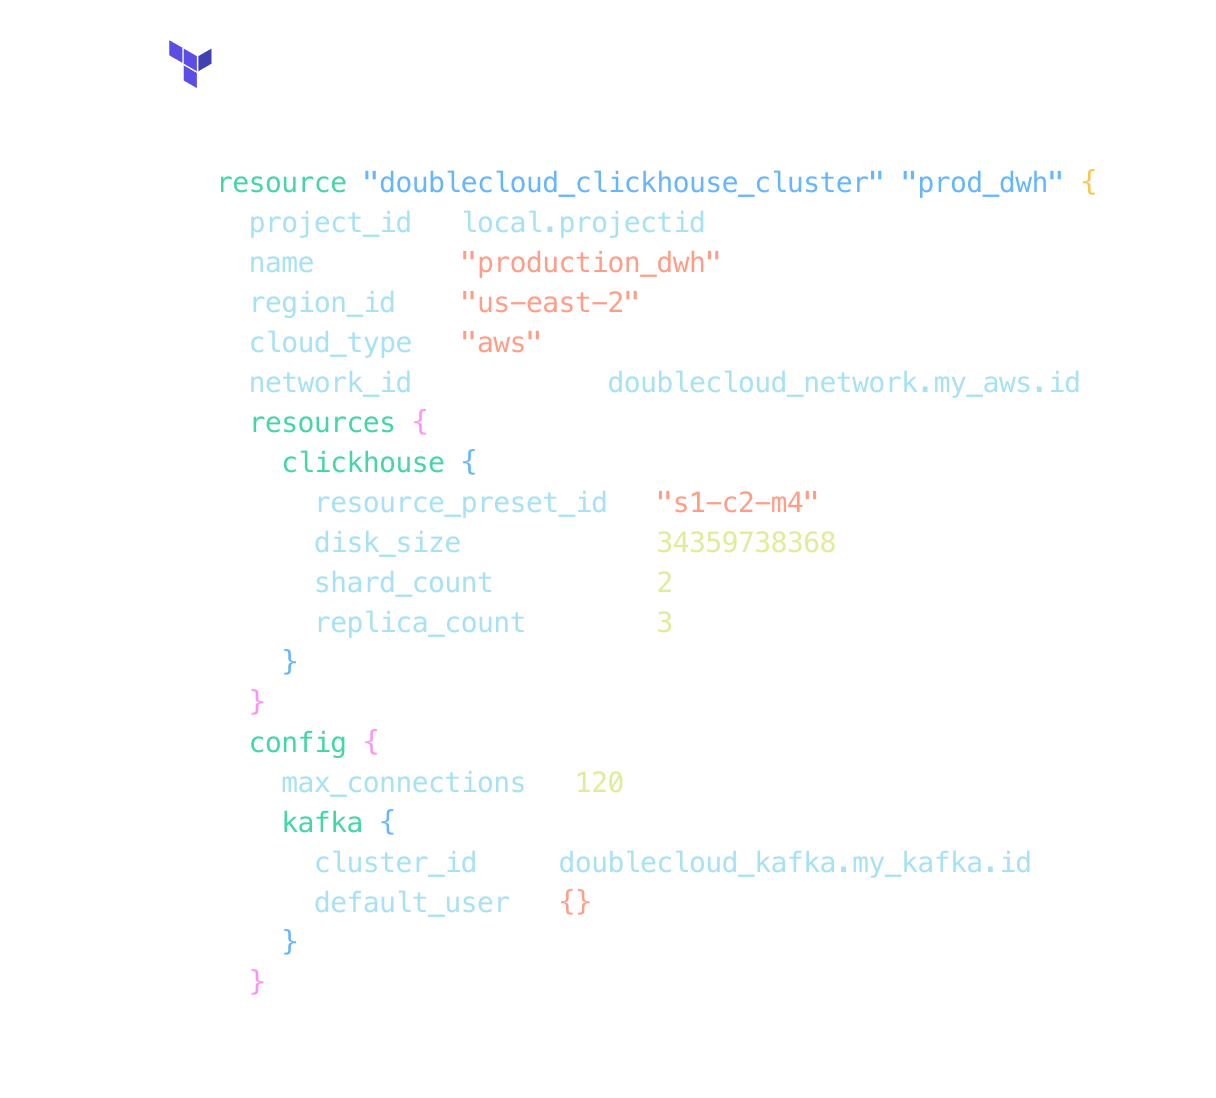 resource "doublecloud_clickhouse_cluster" "prod_dwh" {
  project_id   local.projectid
  name         "production_dwh"
  region_id    "us-east-2"
  cloud_type   "aws"
  network_id            doublecloud_network.my_aws.id
  resources {
    clickhouse {
      resource_preset_id   "s1-c2-m4"
      disk_size            34359738368
      shard_count          2
      replica_count        3
    }
  }
  config {
    max_connections   120
    kafka {
      cluster_id     doublecloud_kafka.my_kafka.id
      default_user   {}
    }
  }